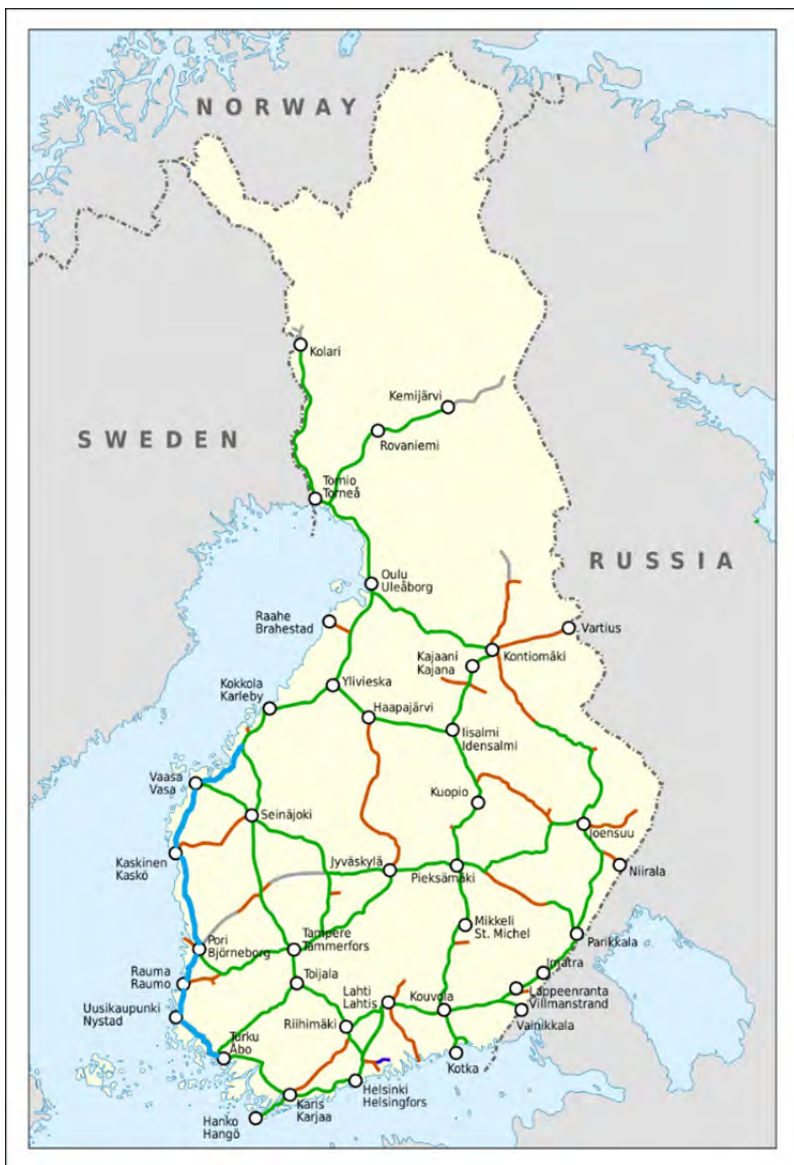 NORWAY
Kolari
Kemijärvi
SWEDEN
Rovaniemi
Tornio
Torneå
RUSSIA
Oulu
Uleåborg
Raahe
Brahestad
Vartius
Kajaani
Kajana
Kontiomäki
Kokkola
Karleby
Ylivieska
Haapajärvi
Iisalmi
Idensalmi
Vaasa
Vasa
Kuopio
Seinäjoki
Joensuu
Kaskinen
Kaskö
Jyväskylä
Pieksämäki
Niirala
Mikkeli
St. Michel
Pori
Björneborg
Tampere
Tammerfors
Parikkala
Rauma
Raumo
Toijala
Imatra
Lahti
Lahtis
Kouvola
Lappeenranta
Villmanstrand
Uusikaupunki
Nystad
Riihimäki
Vainikkala
Turku
Åbo
Kotka
Helsinki
Helsingfors
Karis
Karjaa
Hanko
Hangö